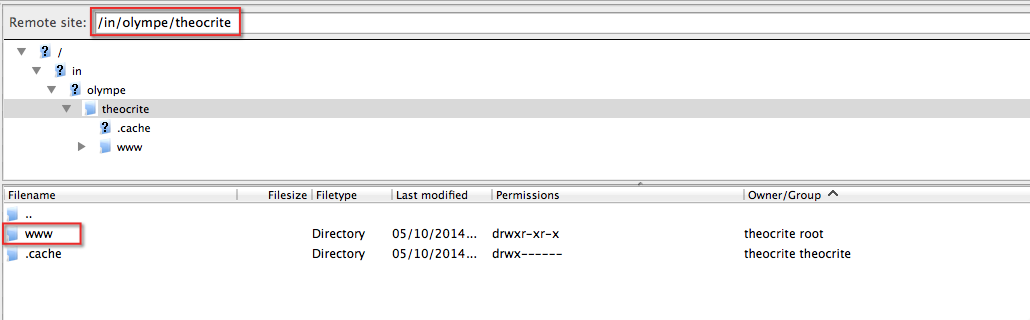 Remote site: /in/olympe/theocrite
/
in
olympe
theocrite
.cache
www
Filename Filesize Filetype Last modified Permissions Owner/Group
..
www Directory 05/10/2014... drwxr-xr-x theocrite root
.cache Directory 05/10/2014... drwx------ theocrite theocrite